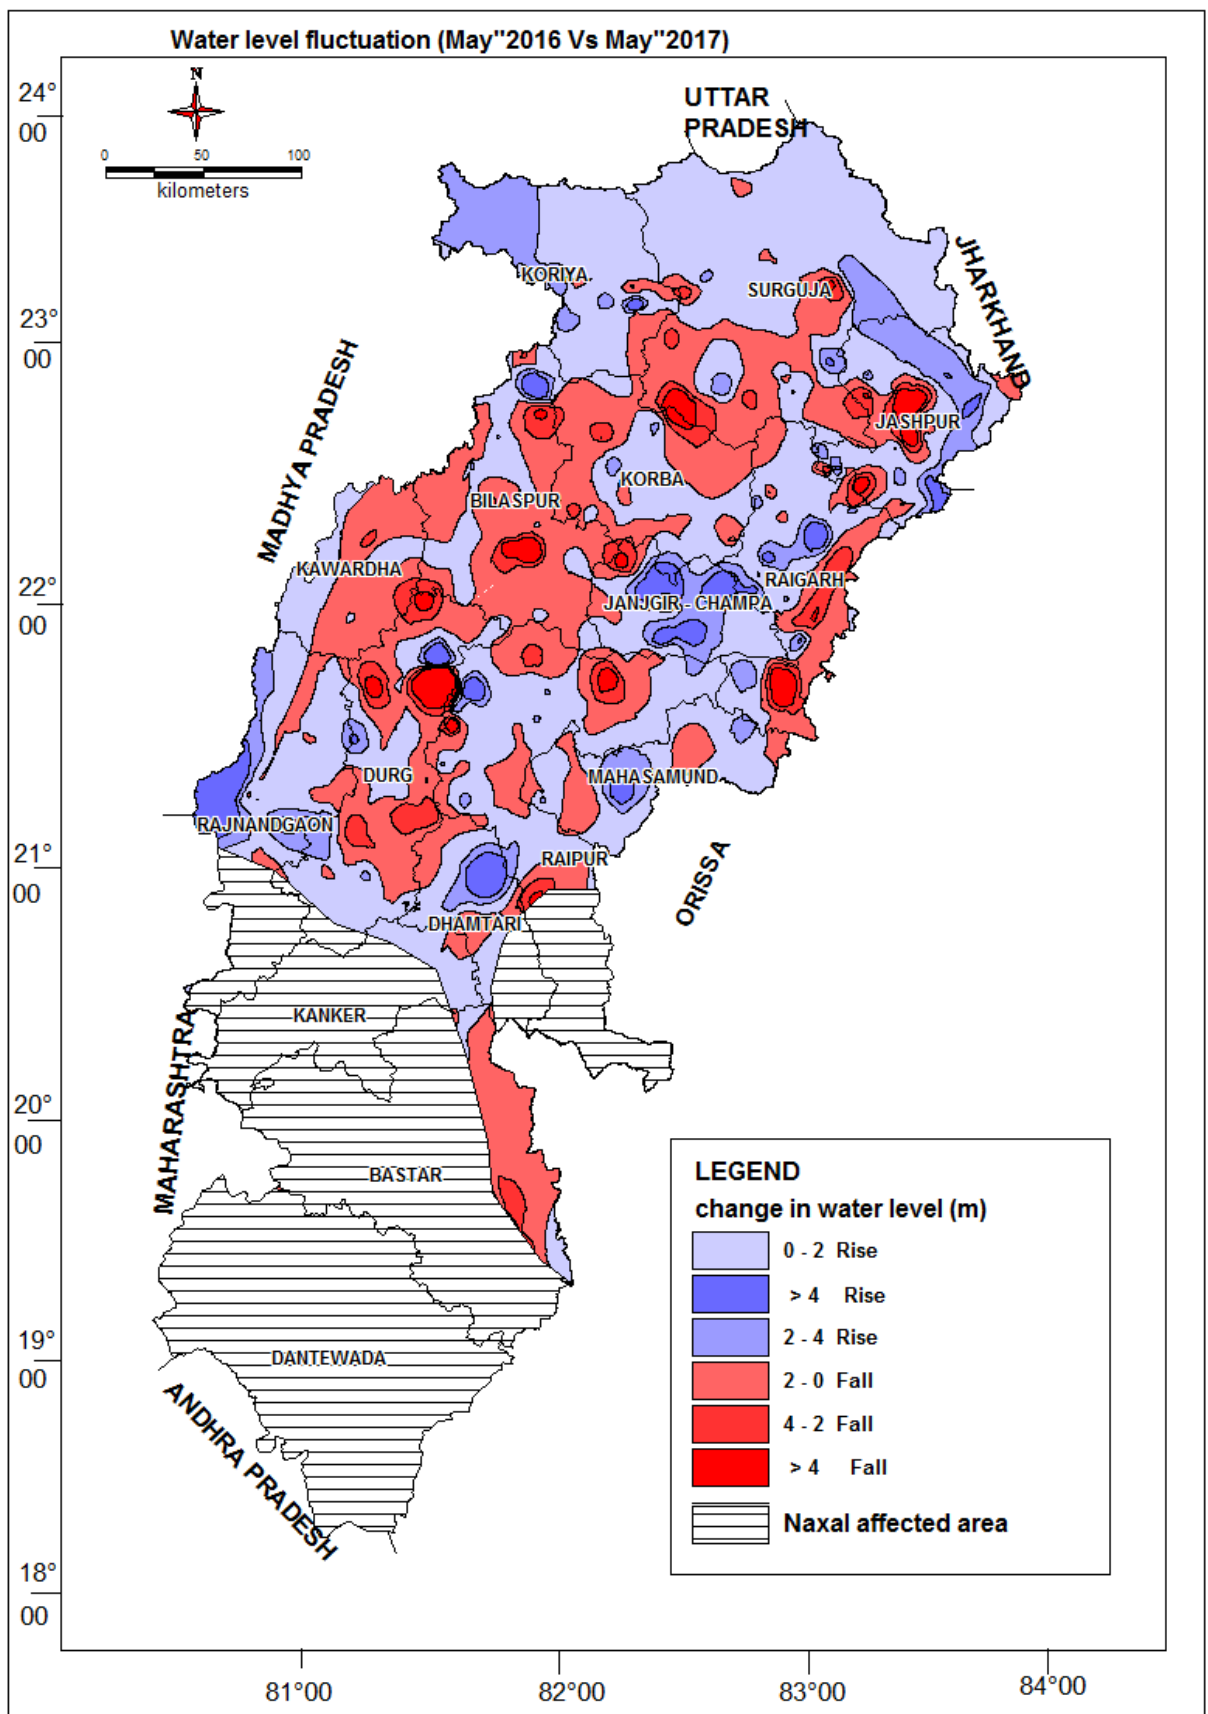 Water level fluctuation (May"2016 Vs May"2017)
N
0 50 100
kilometers
24°
00
23°
00
22°
00
21°
00
20°
00
19°
00
18°
00
UTTAR
PRADESH
JHARKHAND
MADHYA PRADESH
ORISSA
MAHARASHTRA
ANDHRA PRADESH
KORIYA
SURGUJA
JASHPUR
KORBA
BILASPUR
KAWARDHA
RAIGARH
JANJGIR - CHAMPA
DURG
MAHASAMUND
RAJNANDGAON
RAIPUR
DHAMTARI
KANKER
BASTAR
DANTEWADA
LEGEND
change in water level (m)
0 - 2 Rise
> 4 Rise
2 - 4 Rise
2 - 0 Fall
4 - 2 Fall
> 4 Fall
Naxal affected area
81°00 82°00 83°00 84°00